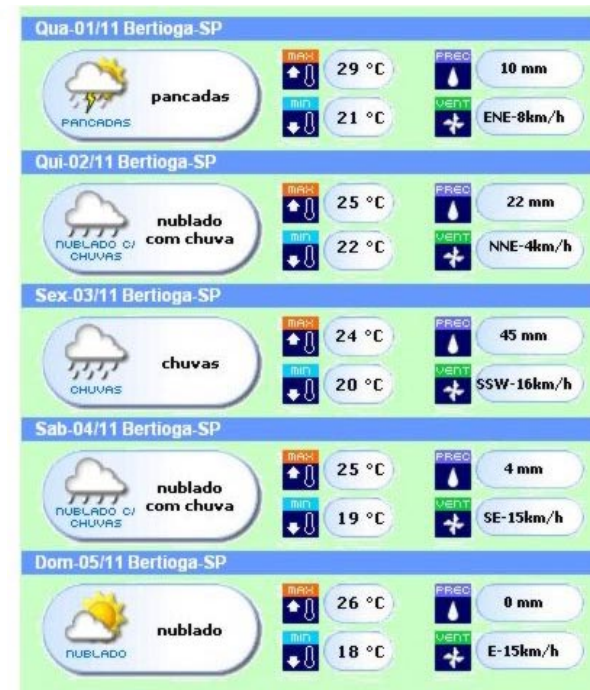 Qua-01/11 Bertioga-SP
PANCADAS
pancadas
MAX
29 °C
MIN
21 °C
PREC
10 mm
VENT
ENE-8km/h
Qui-02/11 Bertioga-SP
NUBLADO C/
CHUVAS
nublado
com chuva
MAX
25 °C
MIN
22 °C
PREC
22 mm
VENT
NNE-4km/h
Sex-03/11 Bertioga-SP
CHUVAS
chuvas
MAX
24 °C
MIN
20 °C
PREC
45 mm
VENT
SSW-16km/h
Sab-04/11 Bertioga-SP
NUBLADO C/
CHUVAS
nublado
com chuva
MAX
25 °C
MIN
19 °C
PREC
4 mm
VENT
SE-15km/h
Dom-05/11 Bertioga-SP
NUBLADO
nublado
MAX
26 °C
MIN
18 °C
PREC
0 mm
VENT
E-15km/h